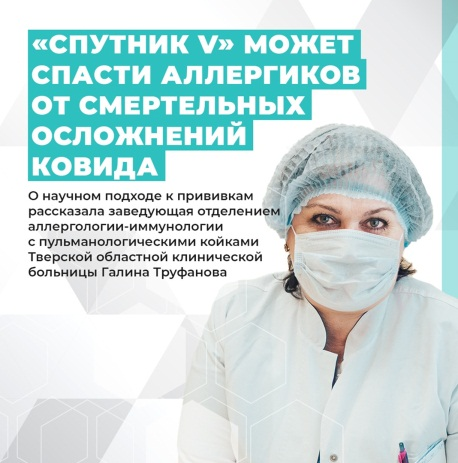 «СПУТНИК V» МОЖЕТ
СПАСТИ АЛЛЕРГИКОВ
ОТ СМЕРТЕЛЬНЫХ
ОСЛОЖНЕНИЙ
КОВИДА
О научном подходе к прививкам
рассказала заведующая отделением
аллергологии-иммунологии
с пульманологическими койками
Тверской областной клинической
больницы Галина Труфанова